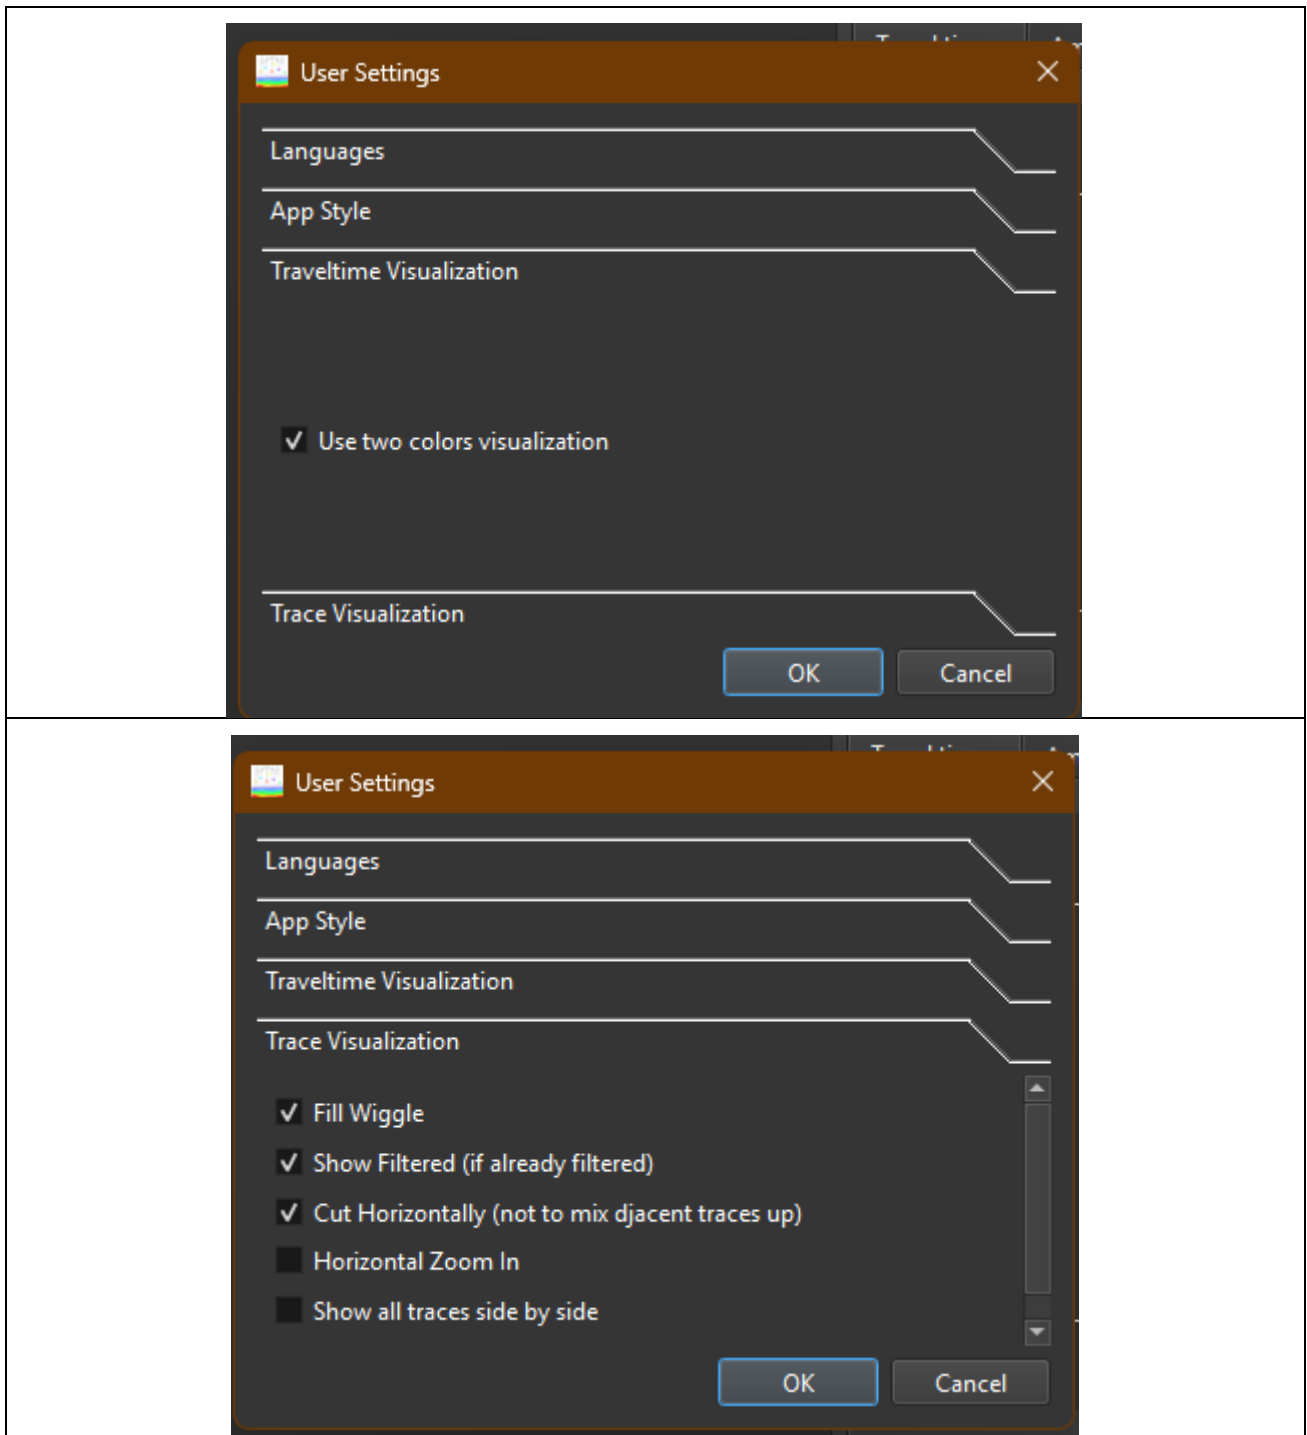 User Settings
Languages
App Style
Traveltime Visualization
Use two colors visualization
Trace Visualization
OK Cancel
User Settings
Languages
App Style
Traveltime Visualization
Trace Visualization
Fill Wiggle
Show Filtered (if already filtered)
Cut Horizontally (not to mix djacent traces up)
Horizontal Zoom In
Show all traces side by side
OK Cancel